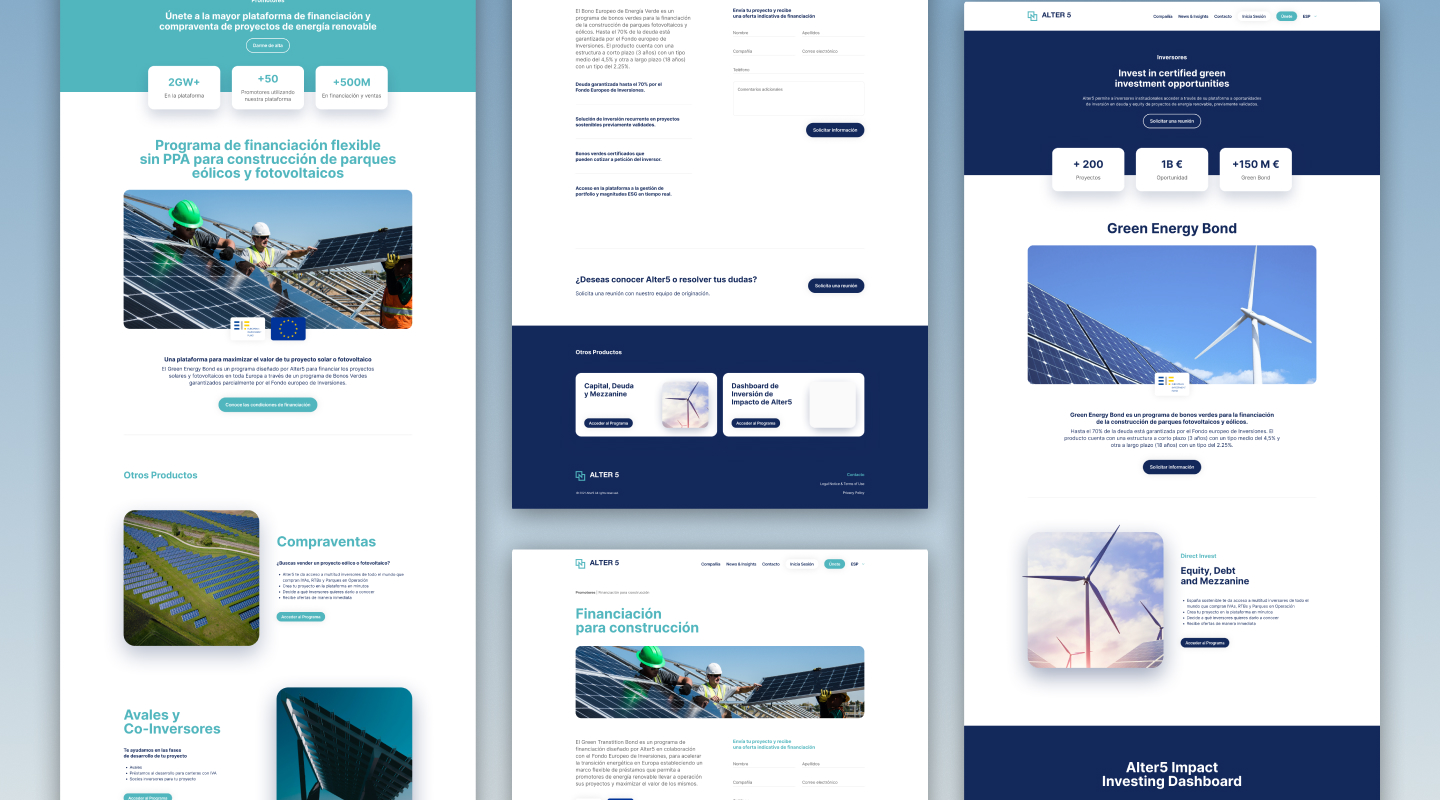 Promotores
Únete a la mayor plataforma de financiación y
compraventa de proyectos de energía renovable
Darme de alta
2GW+
En la plataforma
+50
Promotores utilizando
nuestra plataforma
+500M
En financiación y ventas
Programa de financiación flexible
sin PPA para construcción de parques
eólicos y fotovoltaicos
Una plataforma para maximizar el valor de tu proyecto solar o fotovoltaico
El Green Energy Bond es un programa diseñado por Alter5 para financiar los proyectos
solares y fotovoltaicos en toda Europa a través de un programa de Bonos Verdes
garantizados parcialmente por el Fondo europeo de Inversiones.
Conoce las condiciones de financiación
Otros Productos
Compraventas
¿Buscas vender un proyecto eólico o fotovoltaico?
• Alter5 te da acceso a multitud inversores de todo el mundo que
compran IVAs, RTBs y Parques en Operación
• Crea tu proyecto en la plataforma en minutos
• Decide a qué inversores quieres darlo a conocer
• Recibe ofertas de manera inmediata
Acceder al Programa
Avales y
Co-Inversores
Te ayudamos en las fases
de desarrollo de tu proyecto
• Avales
• Préstamos al desarrollo para carteras con IVA
• Socios inversores para tu proyecto
Acceder al Programa
El Bono Europeo de Energía Verde es un
programa de bonos verdes para la financiación
de la construcción de parques fotovoltaicos y
eólicos. Hasta el 70% de la deuda está
garantizada por el Fondo europeo de
Inversiones. El producto cuenta con una
estructura a corto plazo (3 años) con un tipo
medio del 4,5% y otra a largo plazo (18 años)
con un tipo del 2.25%.
Deuda garantizada hasta el 70% por el
Fondo Europeo de Inversiones.
Solución de inversión recurrente en proyectos
sostenibles previamente validados.
Bonos verdes certificados que
pueden cotizar a petición del inversor.
Acceso en la plataforma a la gestión de
portfolio y magnitudes ESG en tiempo real.
Envía tu proyecto y recibe
una oferta indicativa de financiación
Nombre
Apellidos
Compañía
Correo electrónico
Teléfono
Comentarios adicionales
Solicitar información
¿Deseas conocer Alter5 o resolver tus dudas?
Solicita una reunión con nuestro equipo de originación.
Solicita una reunión
Otros Productos
Capital, Deuda
y Mezzanine
Acceder al Programa
Dashboard de
Inversión de
Impacto de Alter5
Acceder al Programa
ALTER 5
Contacto
Legal Notice & Terms of Use
Privacy Policy
ALTER 5
Compañía
News & Insights
Contacto
Inicia Sesión
Únete
ESP
Promotores | Financiación para construcción
Financiación
para construcción
El Green Transition Bond es un programa de
financiación diseñado por Alter5 en colaboración
con el Fondo Europeo de Inversiones, para acelerar
la transición energética en Europa estableciendo un
marco flexible de préstamos que permita a
promotores de energía renovable llevar a operación
sus proyectos y maximizar el valor de los mismos.
Envía tu proyecto y recibe
una oferta indicativa de financiación
Nombre
Apellidos
Compañía
Correo electrónico
ALTER 5
Compañía
News & Insights
Contacto
Inicia Sesión
Únete
ESP
Inversores
Invest in certified green
investment opportunities
Alter5 permite a inversores institucionales acceder a través de su plataforma a oportunidades
de inversión en deuda y equity de proyectos de energía renovable, previamente validados.
Solicitar una reunión
+ 200
Proyectos
1B €
Oportunidad
+150 M €
Green Bond
Green Energy Bond
Green Energy Bond es un programa de bonos verdes para la financiación
de la construcción de parques fotovoltaicos y eólicos.
Hasta el 70% de la deuda está garantizada por el Fondo europeo de Inversiones. El
producto cuenta con una estructura a corto plazo (3 años) con un tipo medio del 4,5% y
otra a largo plazo (18 años) con un tipo del 2.25%.
Solicitar información
Direct Invest
Equity, Debt
and Mezzanine
• España sostenible te da acceso a multitud inversores de todo el
mundo que compran IVAs, RTBs y Parques en Operación
• Crea tu proyecto en la plataforma en minutos
• Decide a qué inversores quieres darlo a conocer
• Recibe ofertas de manera inmediata
Acceder al Programa
Alter5 Impact
Investing Dashboard